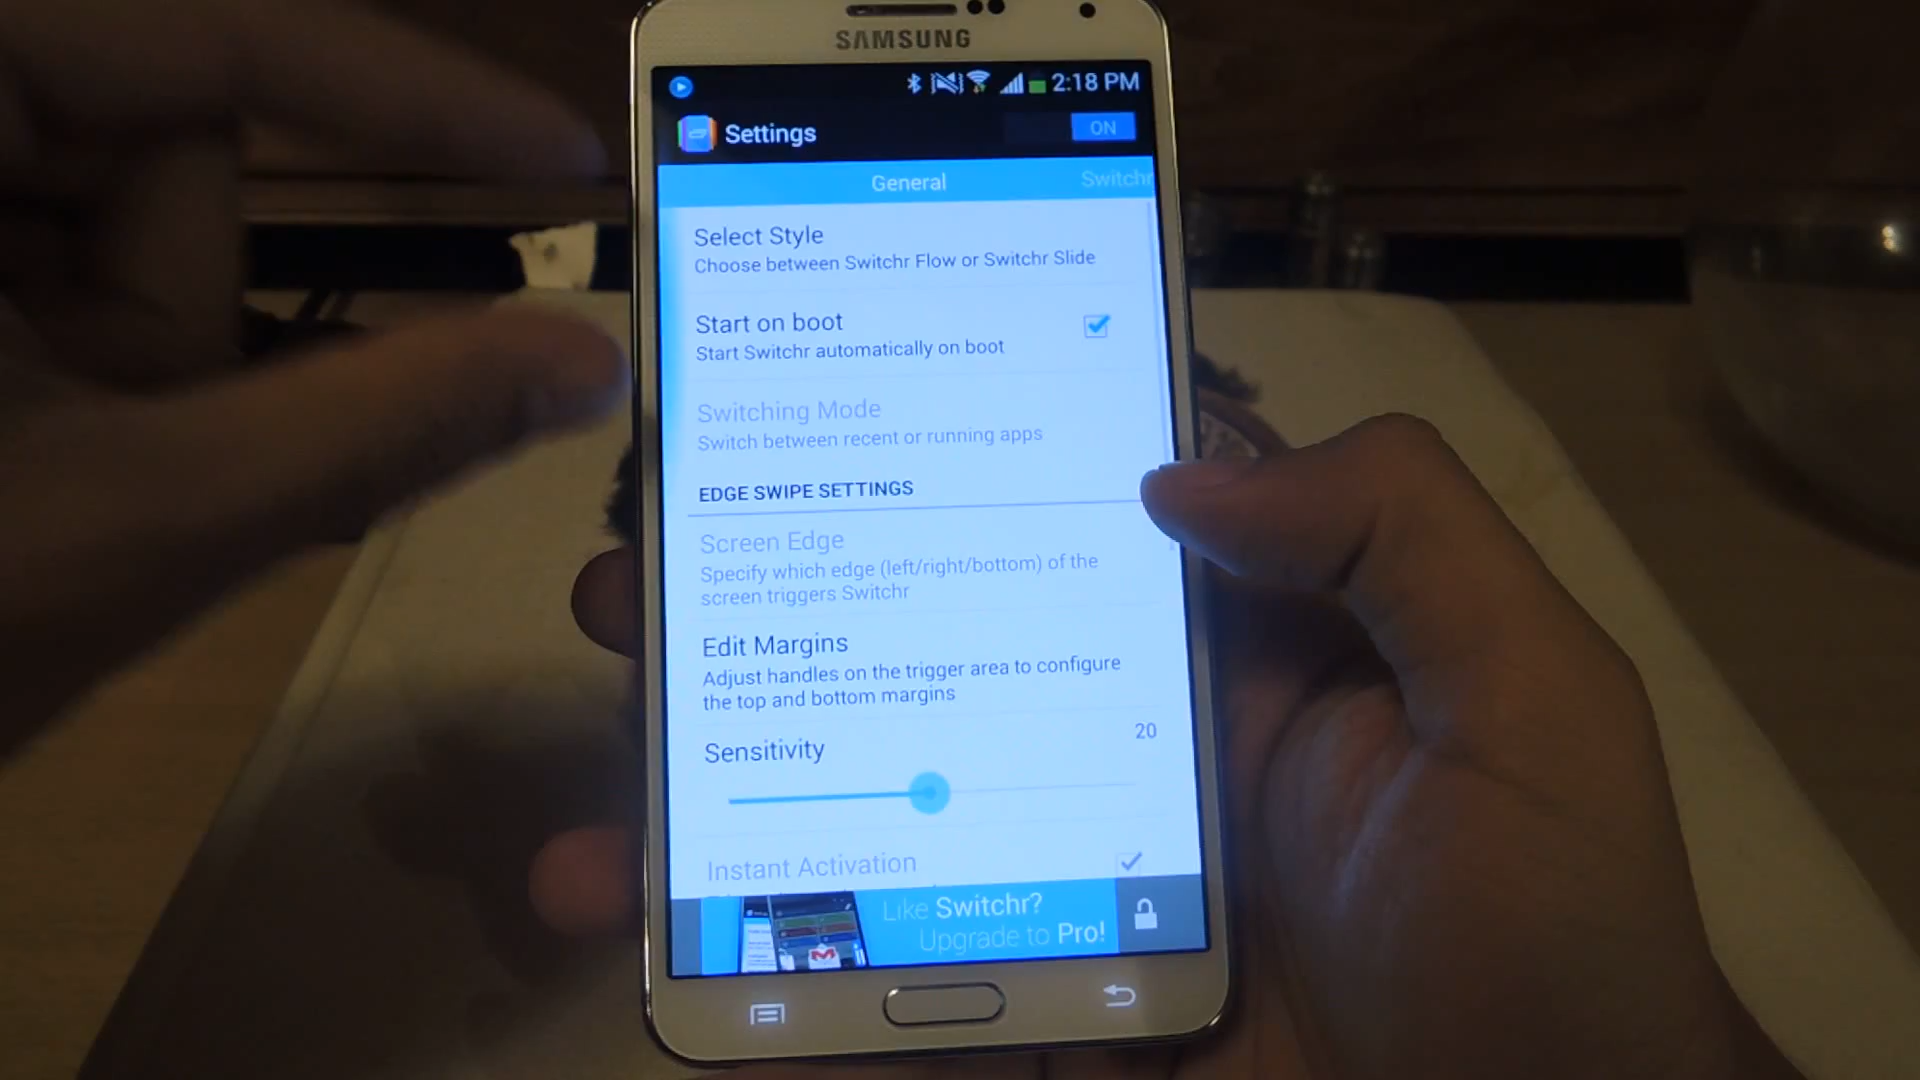 SAMSUNG
2:18 PM
Settings
ON
General
Switchr
Select Style
Choose between Switchr Flow or Switchr Slide
Start on boot
Start Switchr automatically on boot
Switching Mode
Switch between recent or running apps
EDGE SWIPE SETTINGS
Screen Edge
Specify which edge (left/right/bottom) of the
screen triggers Switchr
Edit Margins
Adjust handles on the trigger area to configure
the top and bottom margins
Sensitivity
20
Instant Activation
Like Switchr?
Upgrade to Pro!